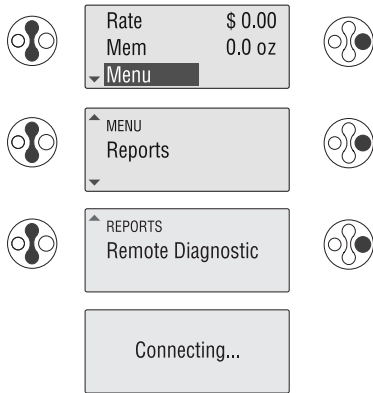 Rate $ 0.00
Mem 0.0 oz
Menu
MENU
Reports
REPORTS
Remote Diagnostic
Connecting...